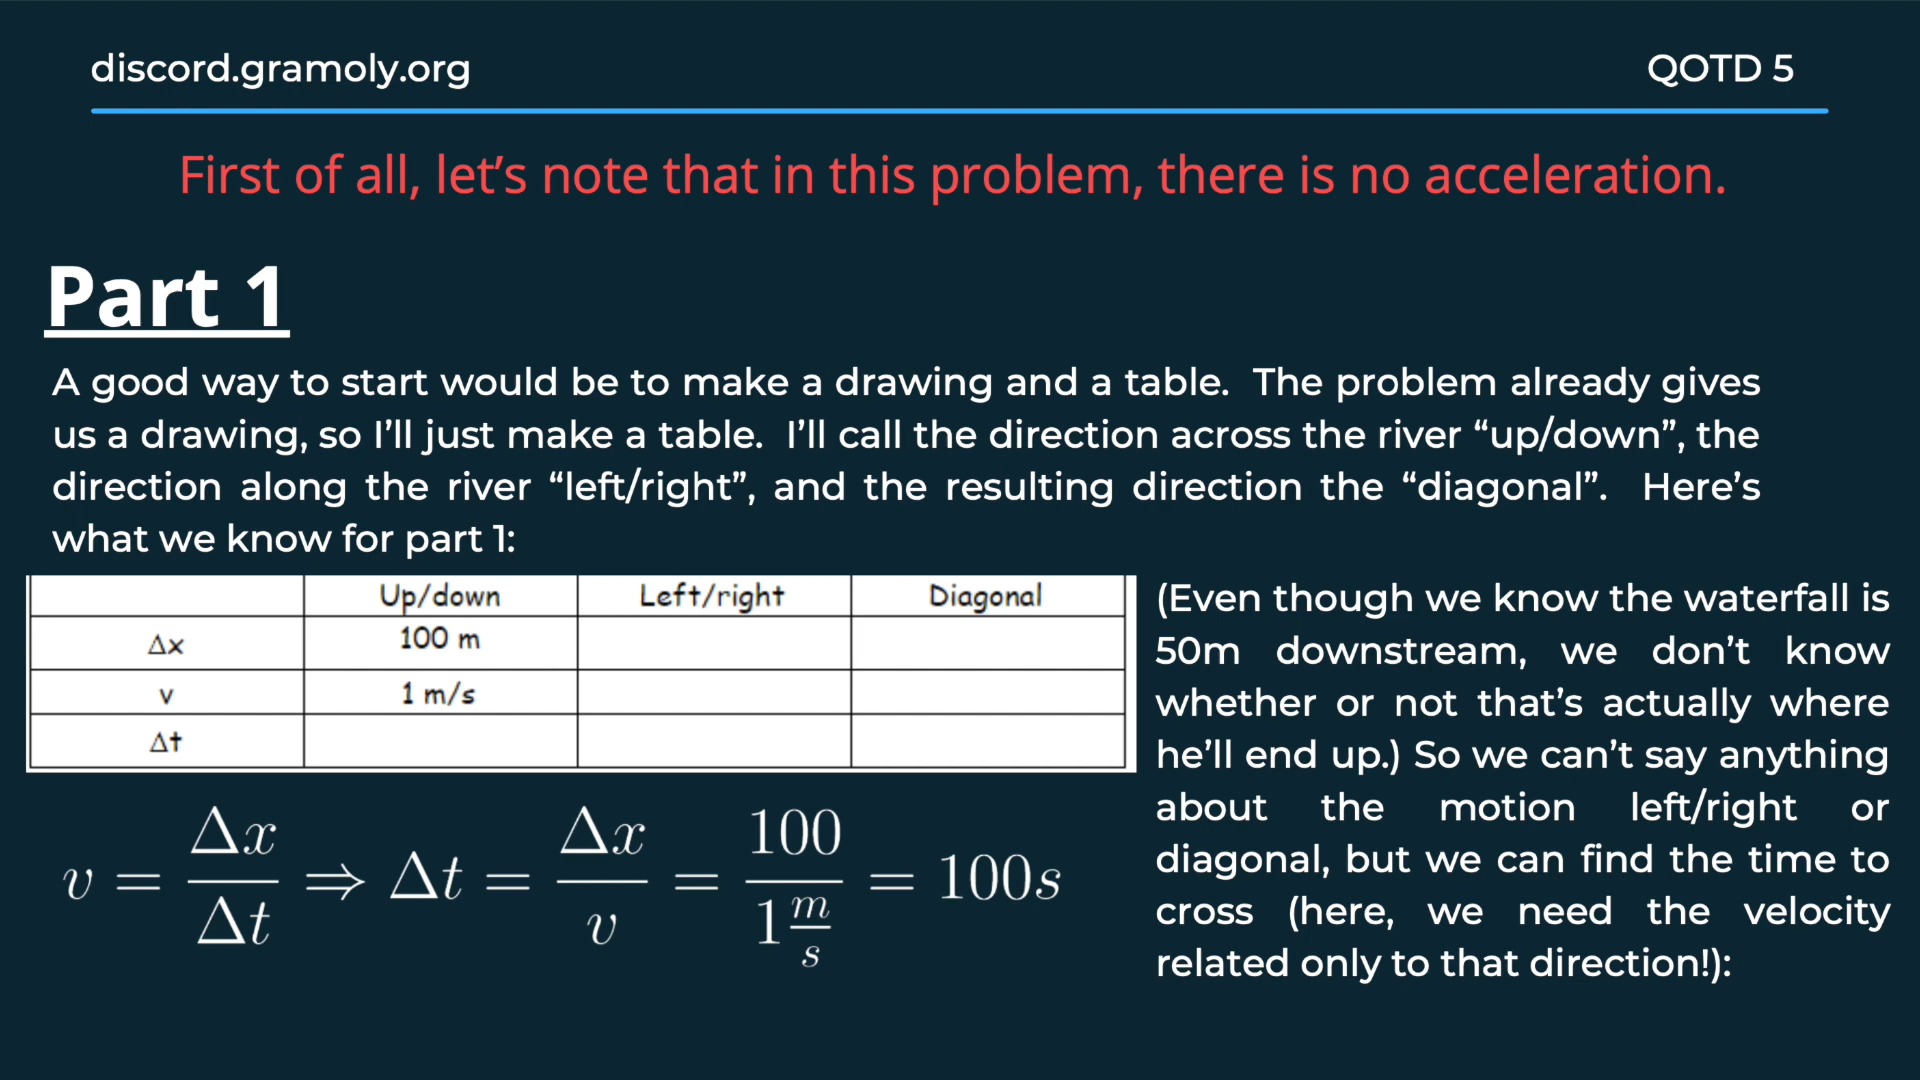 discord.gramoly.org QOTD 5
First of all, let’s note that in this problem, there is no acceleration.
Part 1
A good way to start would be to make a drawing and a table. The problem already gives
us a drawing, so I’ll just make a table. I’ll call the direction across the river “up/down”, the
direction along the river “left/right”, and the resulting direction the “diagonal”. Here’s
what we know for part 1:
Up/down Left/right Diagonal
Δx 100 m
v 1 m/s
Δt
(Even though we know the waterfall is
50m downstream, we don’t know
whether or not that’s actually where
he’ll end up.) So we can’t say anything
about the motion left/right or
diagonal, but we can find the time to
cross (here, we need the velocity
related only to that direction!):
v = Δx/Δt ⇒ Δt = Δx/v = 100/(1 m/s) = 100s